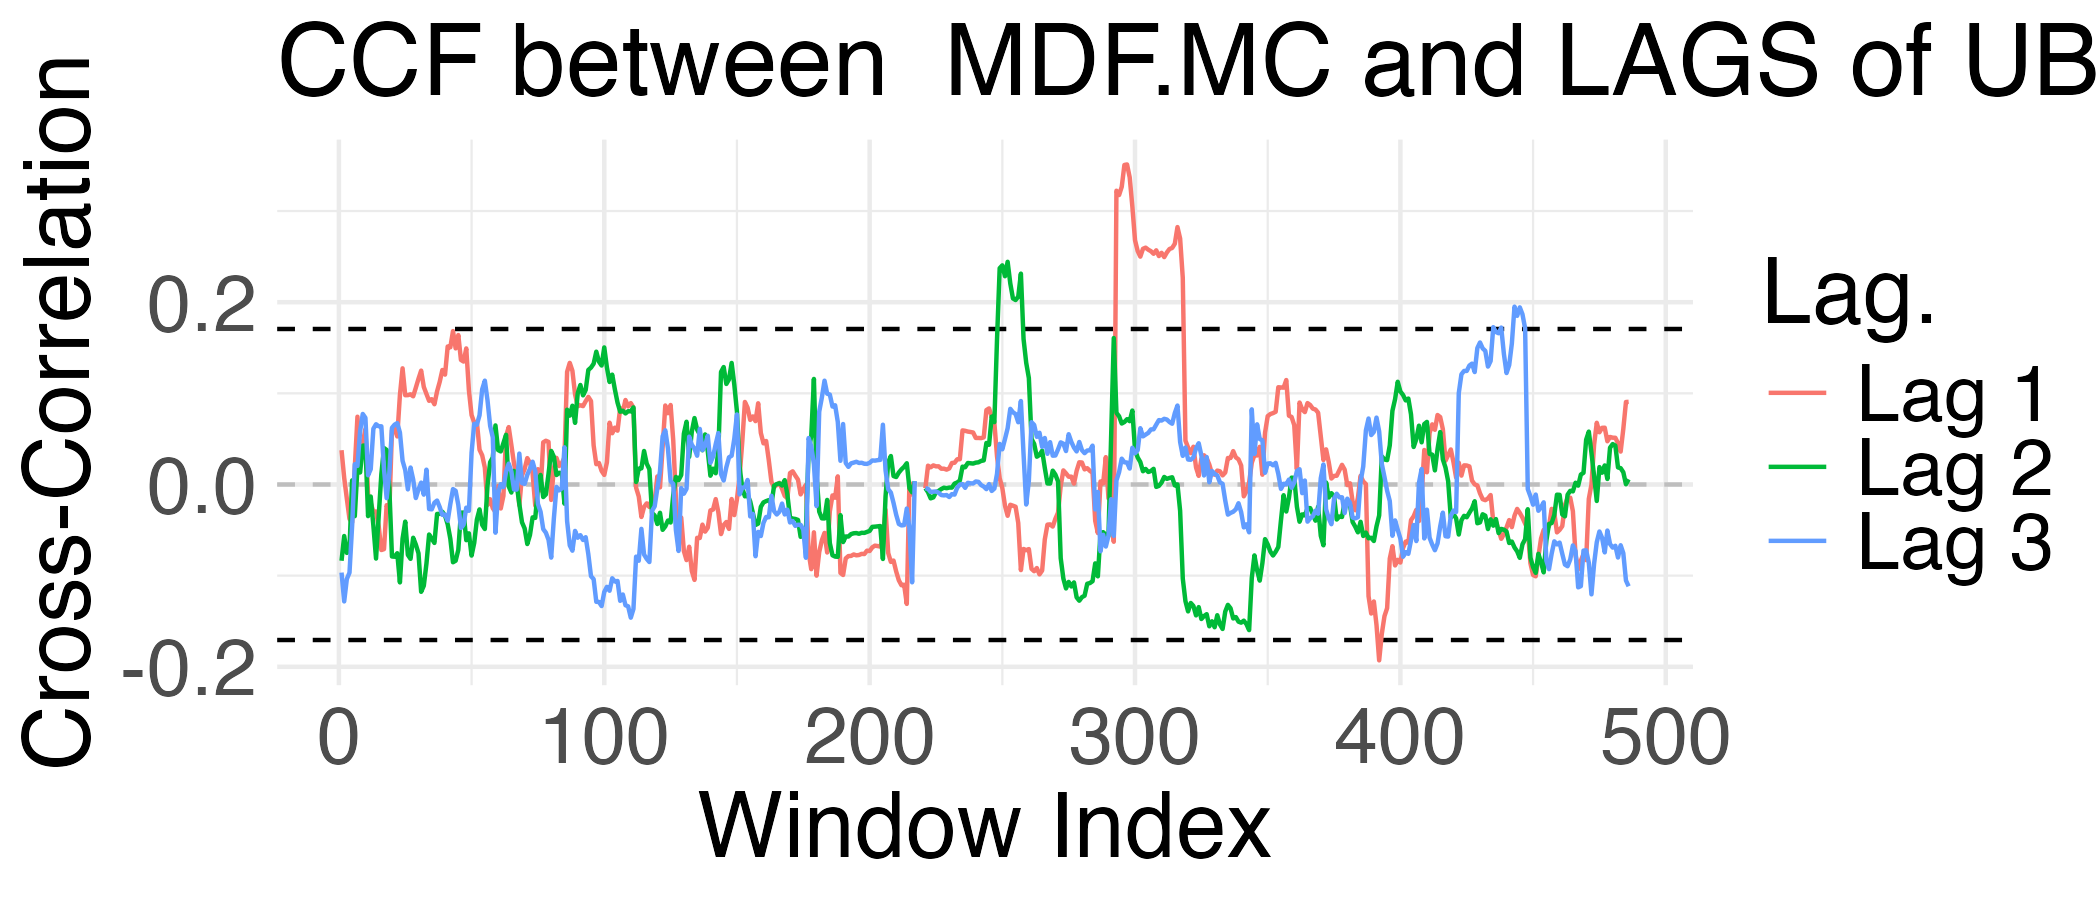 CCF between MDF.MC and LAGS of UB
Cross-Correlation
0.2
0.0
-0.2
0 100 200 300 400 500
Window Index
Lag.
Lag 1
Lag 2
Lag 3